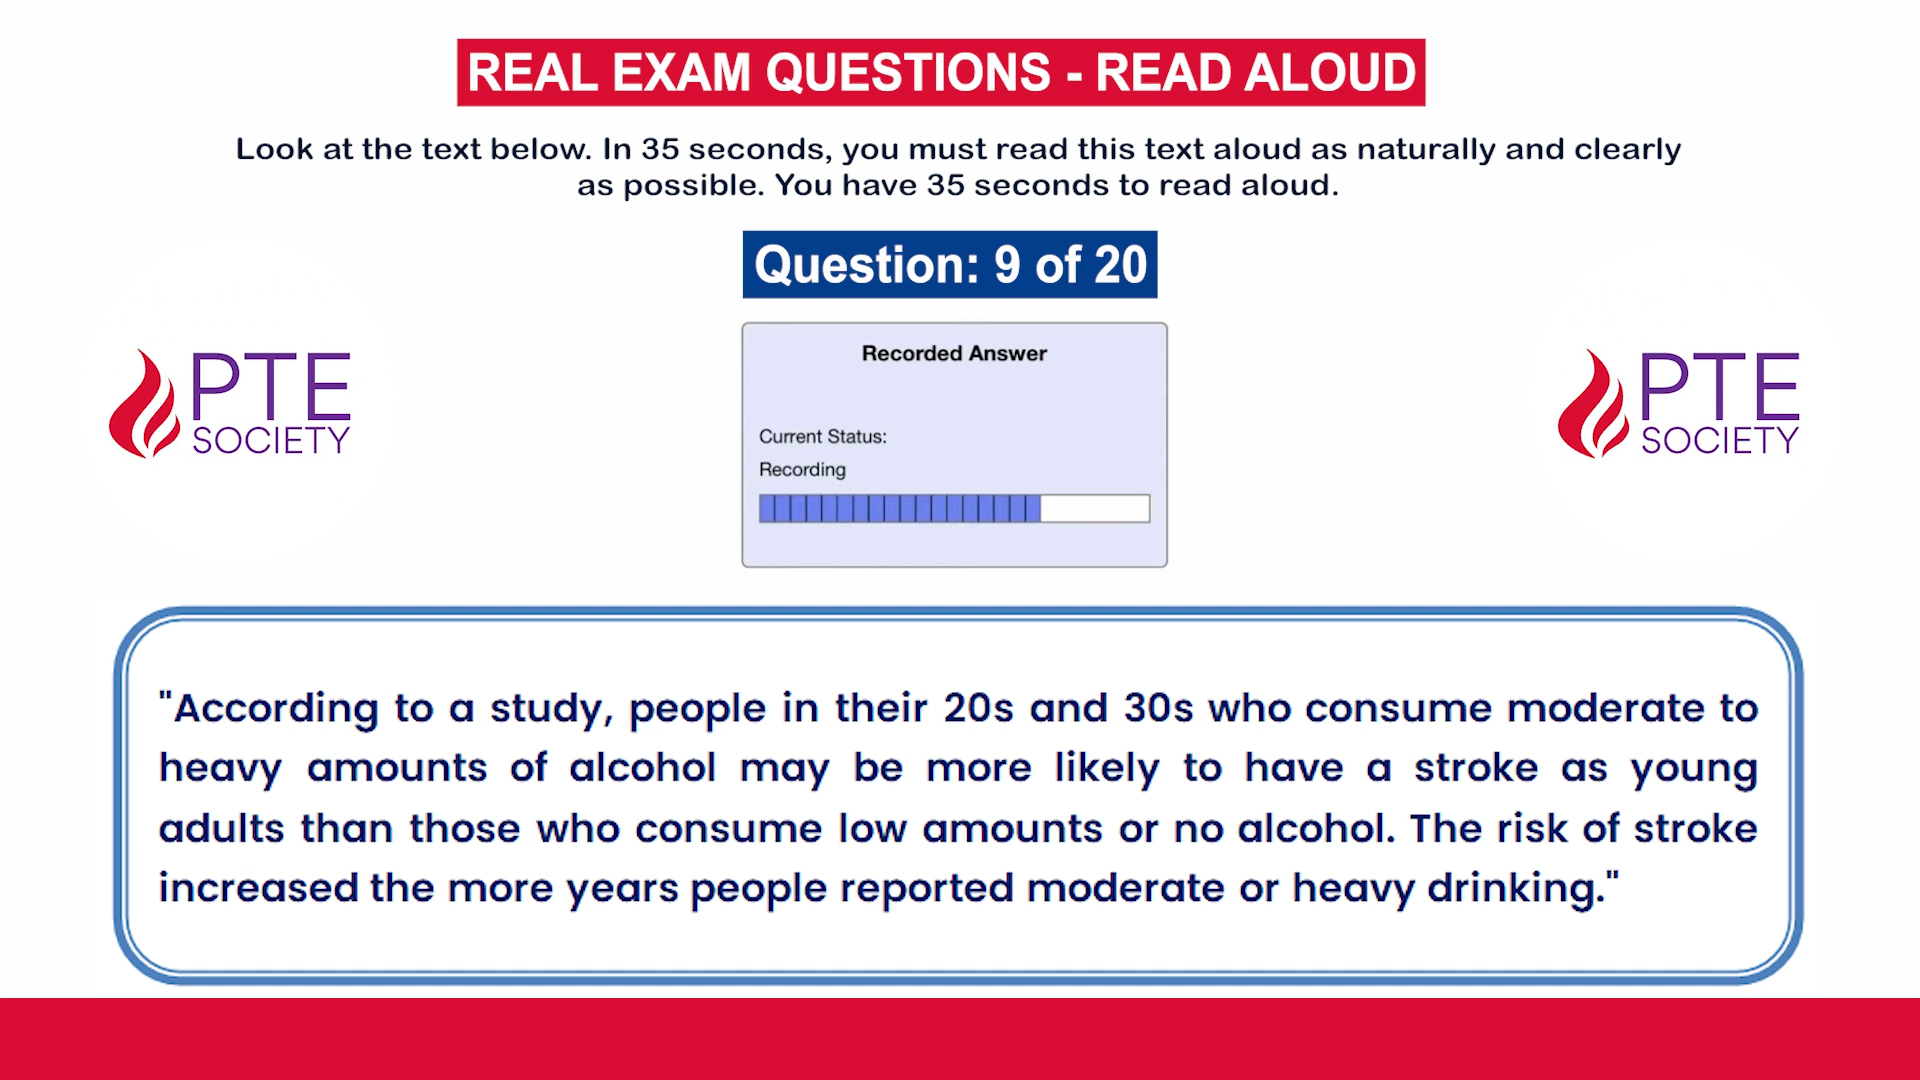 REAL EXAM QUESTIONS - READ ALOUD
Look at the text below. In 35 seconds, you must read this text aloud as naturally and clearly
as possible. You have 35 seconds to read aloud.
Question: 9 of 20
PTE
SOCIETY
Recorded Answer
Current Status:
Recording
PTE
SOCIETY
"According to a study, people in their 20s and 30s who consume moderate to
heavy amounts of alcohol may be more likely to have a stroke as young
adults than those who consume low amounts or no alcohol. The risk of stroke
increased the more years people reported moderate or heavy drinking."